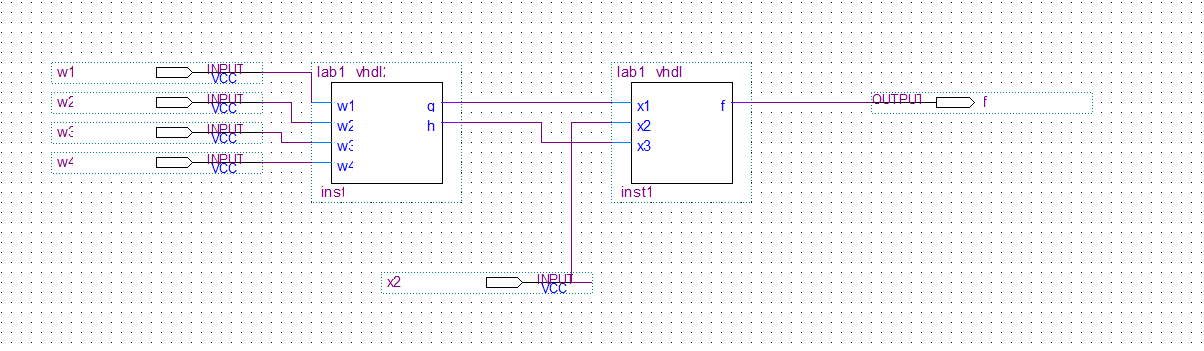 w1 INPUT VCC
w2 INPUT VCC
w3 INPUT VCC
w4 INPUT VCC
lab1_vhdl2
w1 g
w2 h
w3
w4
inst
lab1_vhdl
x1 f
x2
x3
inst1
OUTPUT f
x2 INPUT VCC